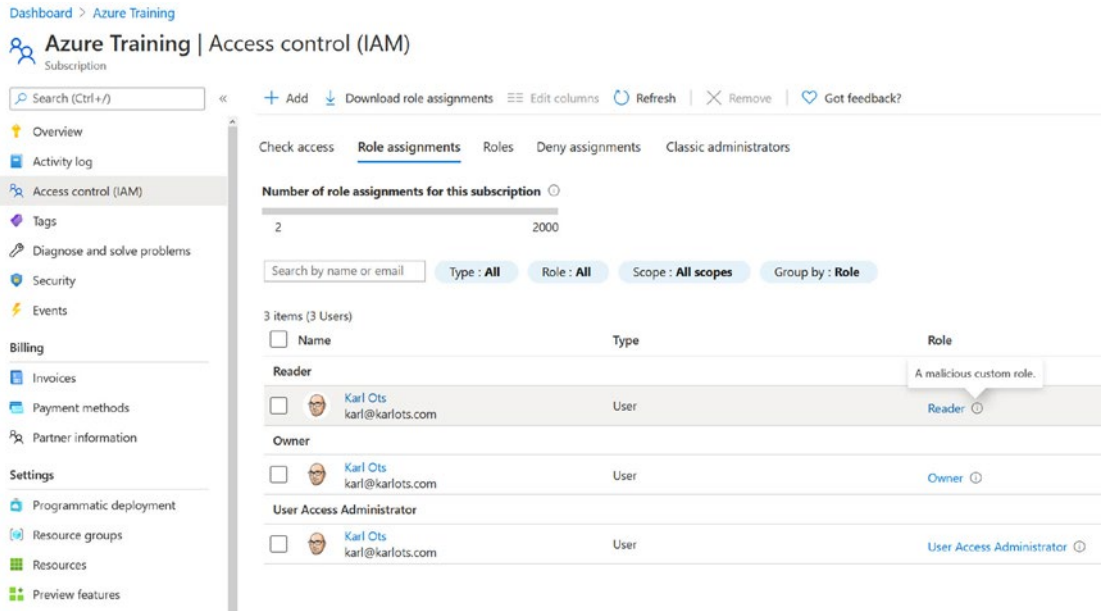 Dashboard > Azure Training
Azure Training | Access control (IAM)
Subscription
Search (Ctrl+/)
«
+ Add
Download role assignments
Edit columns
Refresh
Remove
Got feedback?
Overview
Activity log
Access control (IAM)
Tags
Diagnose and solve problems
Security
Events
Billing
Invoices
Payment methods
Partner information
Settings
Programmatic deployment
Resource groups
Resources
Preview features
Check access
Role assignments
Roles
Deny assignments
Classic administrators
Number of role assignments for this subscription
2
2000
Search by name or email
Type : All
Role : All
Scope : All scopes
Group by : Role
3 items (3 Users)
Name
Type
Role
A malicious custom role.
Reader
Karl Ots
karl@karlots.com
User
Reader
Owner
Karl Ots
karl@karlots.com
User
Owner
User Access Administrator
Karl Ots
karl@karlots.com
User
User Access Administrator